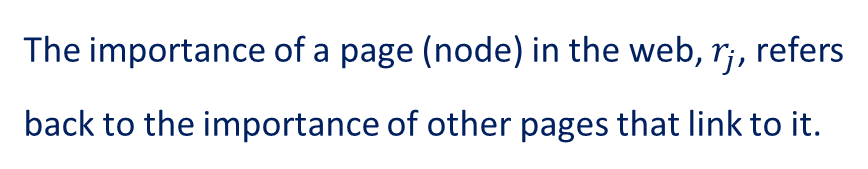 The importance of a page (node) in the web, r_j, refers
back to the importance of other pages that link to it.